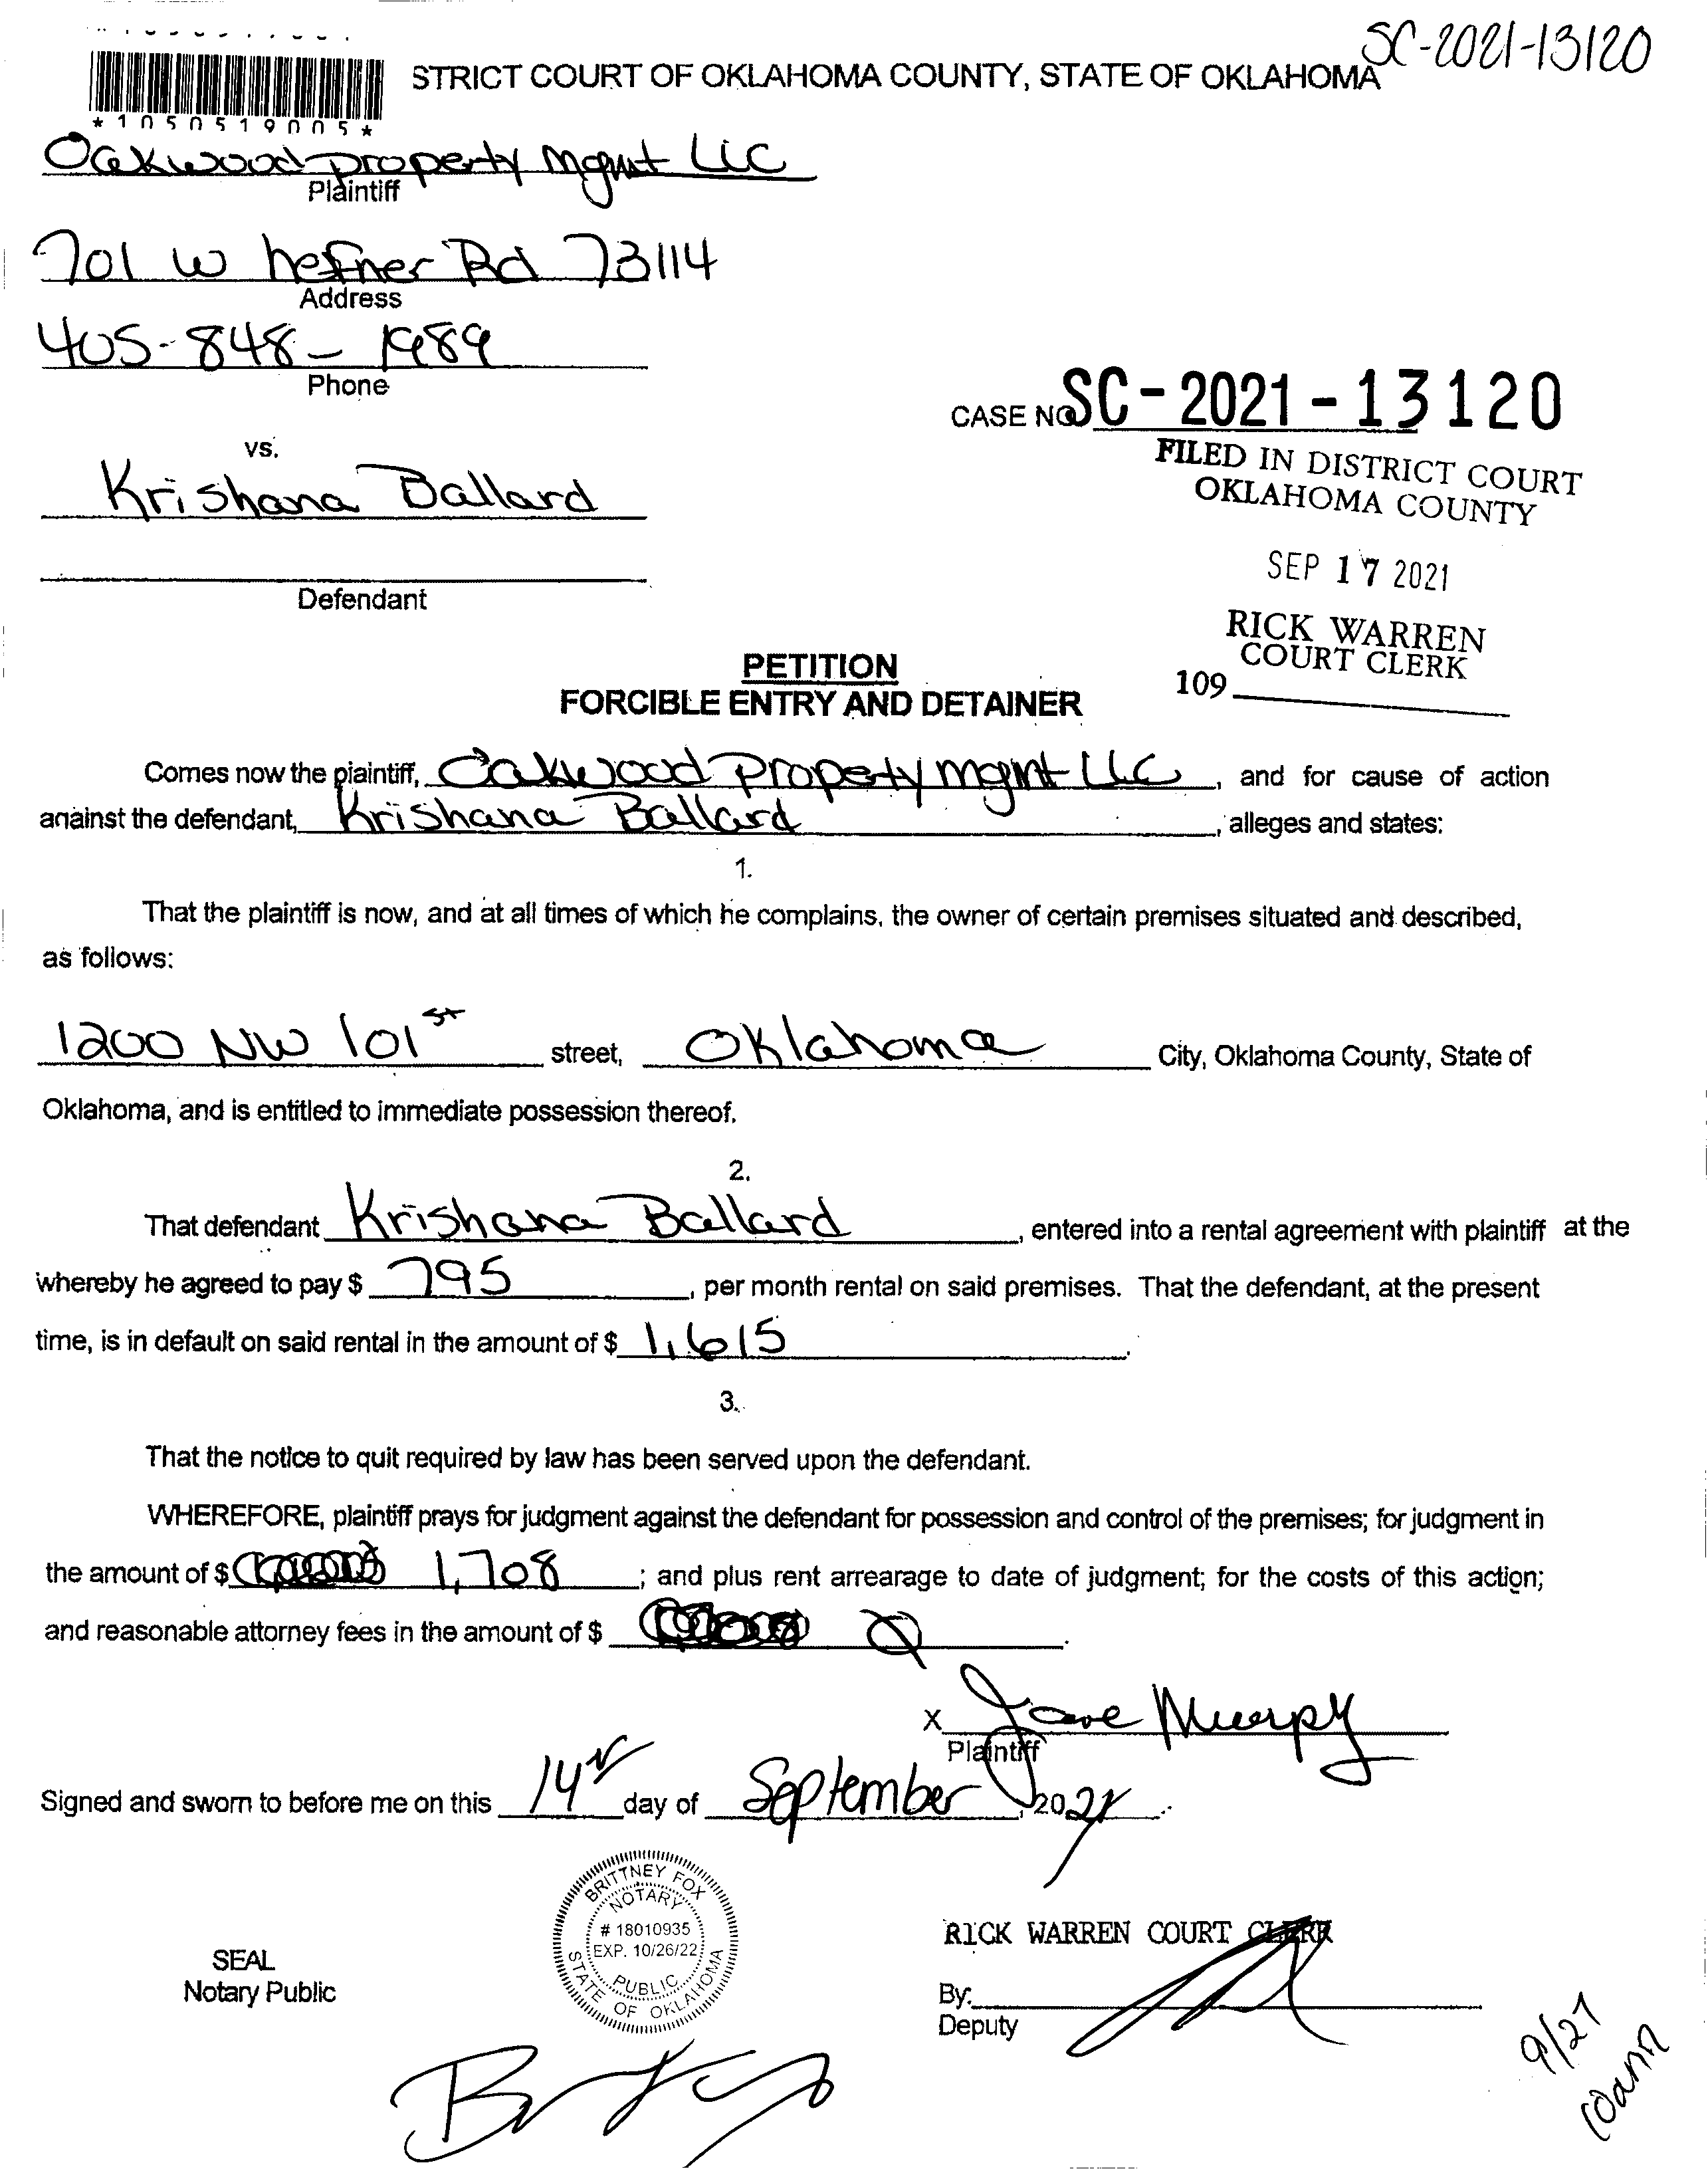 SC-2021-13120
STRICT COURT OF OKLAHOMA COUNTY, STATE OF OKLAHOMA
*1050519005*
Oakwood property Mgmt LLC
Plaintiff
701 W hefner Rd 73114
Address
405-848-1989
Phone
CASE NO SC-2021-13120
FILED IN DISTRICT COURT
OKLAHOMA COUNTY
vs.
Krishana Ballard
SEP 17 2021
Defendant
RICK WARREN
COURT CLERK
109
PETITION
FORCIBLE ENTRY AND DETAINER
Comes now the plaintiff, Oakwood Property mgmt LLC, and for cause of action
against the defendant, Krishana Ballard, alleges and states:
1.
That the plaintiff is now, and at all times of which he complains, the owner of certain premises situated and described,
as follows:
1200 NW 101st street, Oklahoma City, Oklahoma County, State of
Oklahoma, and is entitled to immediate possession thereof.
2.
That defendant Krishana Ballard, entered into a rental agreement with plaintiff at the
whereby he agreed to pay $ 795, per month rental on said premises. That the defendant, at the present
time, is in default on said rental in the amount of $ 1,615.
3.
That the notice to quit required by law has been served upon the defendant.
WHEREFORE, plaintiff prays for judgment against the defendant for possession and control of the premises; for judgment in
the amount of $ 1,708; and plus rent arrearage to date of judgment; for the costs of this action;
and reasonable attorney fees in the amount of $ Ø.
X Jane Murpy
Plaintiff
Signed and sworn to before me on this 14th day of September, 2021.
BRITTNEY FOX
NOTARY
# 18010935
EXP. 10/26/22
PUBLIC
STATE OF OKLAHOMA
SEAL
Notary Public
RICK WARREN COURT CLERK
By:
Deputy
9/27
10am